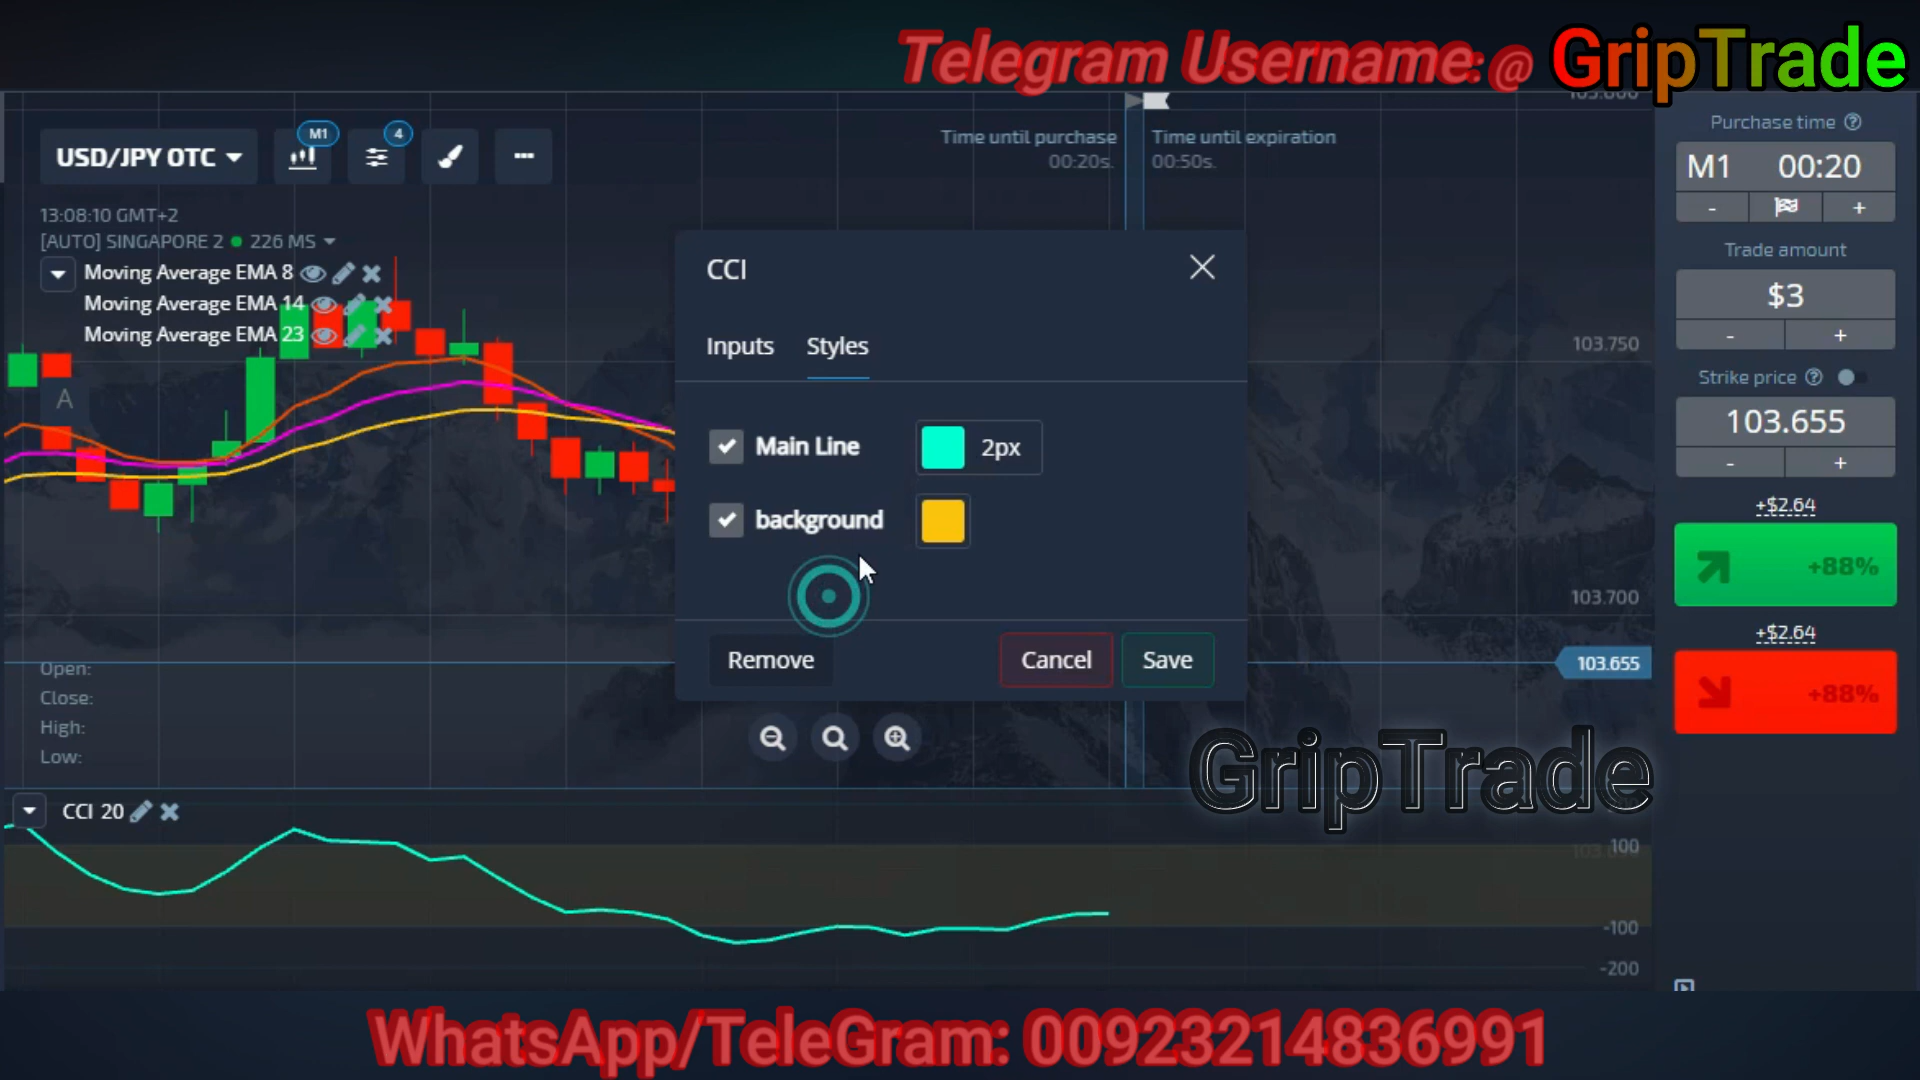 Telegram Username:@ GripTrade
103.800
Purchase time ?
M1 00:20
- +
Trade amount
$3
- +
Strike price ?
103.655
- +
+$2.64
+88%
+$2.64
+88%
USD/JPY OTC
M1
4
Time until purchase
00:20s.
Time until expiration
00:50s.
13:08:10 GMT+2
[AUTO] SINGAPORE 2 226 MS
Moving Average EMA 8
Moving Average EMA 14
Moving Average EMA 23
A
CCI
Inputs Styles
Main Line 2px
background
Remove Cancel Save
103.750
103.700
103.655
Open:
Close:
High:
Low:
GripTrade
CCI 20
100
-100
-200
WhatsApp/TeleGram: 00923214836991